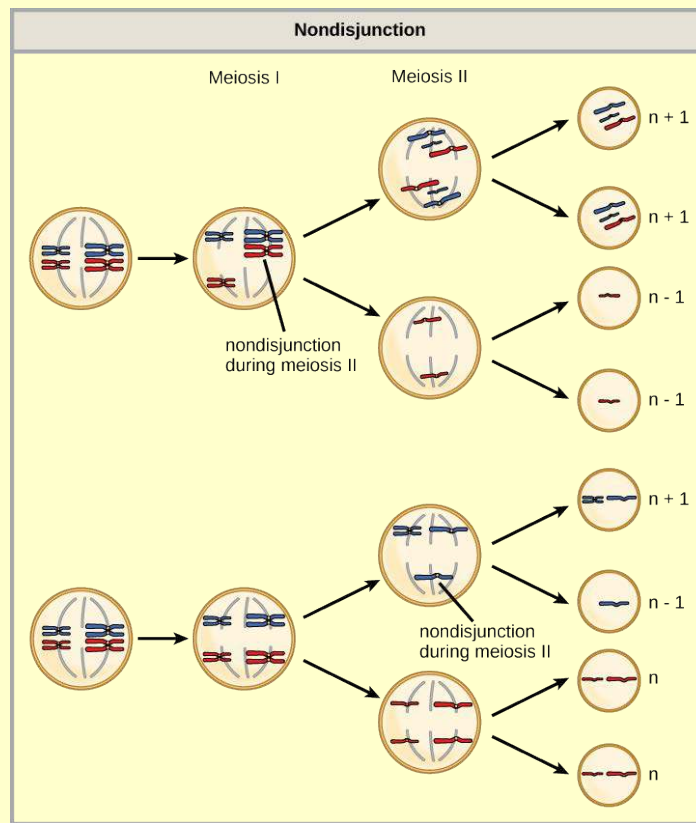 Nondisjunction
Meiosis I
Meiosis II
n + 1
n + 1
nondisjunction
during meiosis II
n - 1
n - 1
n + 1
n - 1
nondisjunction
during meiosis II
n
n